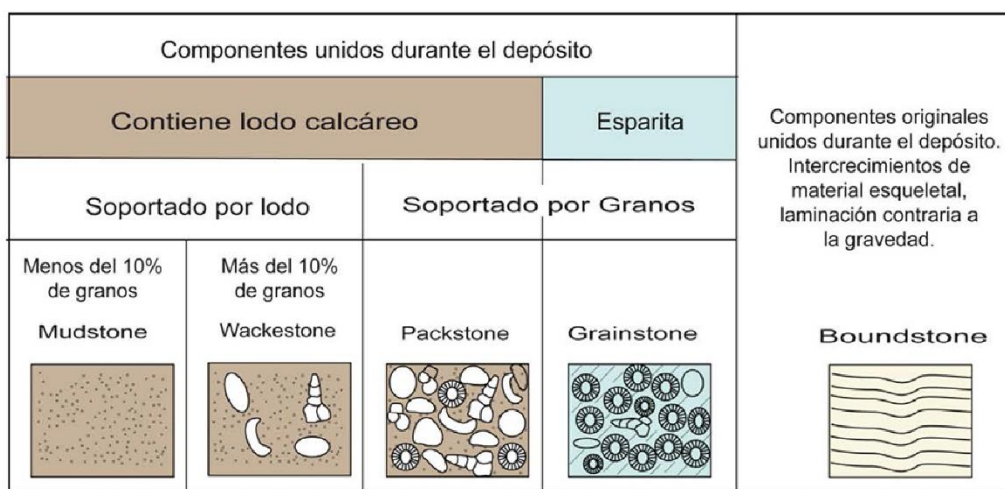 Componentes unidos durante el depósito
Contiene lodo calcáreo
Esparita
Soportado por lodo
Soportado por Granos
Menos del 10%
de granos
Mudstone
Más del 10%
de granos
Wackestone
Packstone
Grainstone
Componentes originales
unidos durante el depósito.
Intercrecimientos de
material esqueletal,
laminación contraria a
la gravedad.
Boundstone